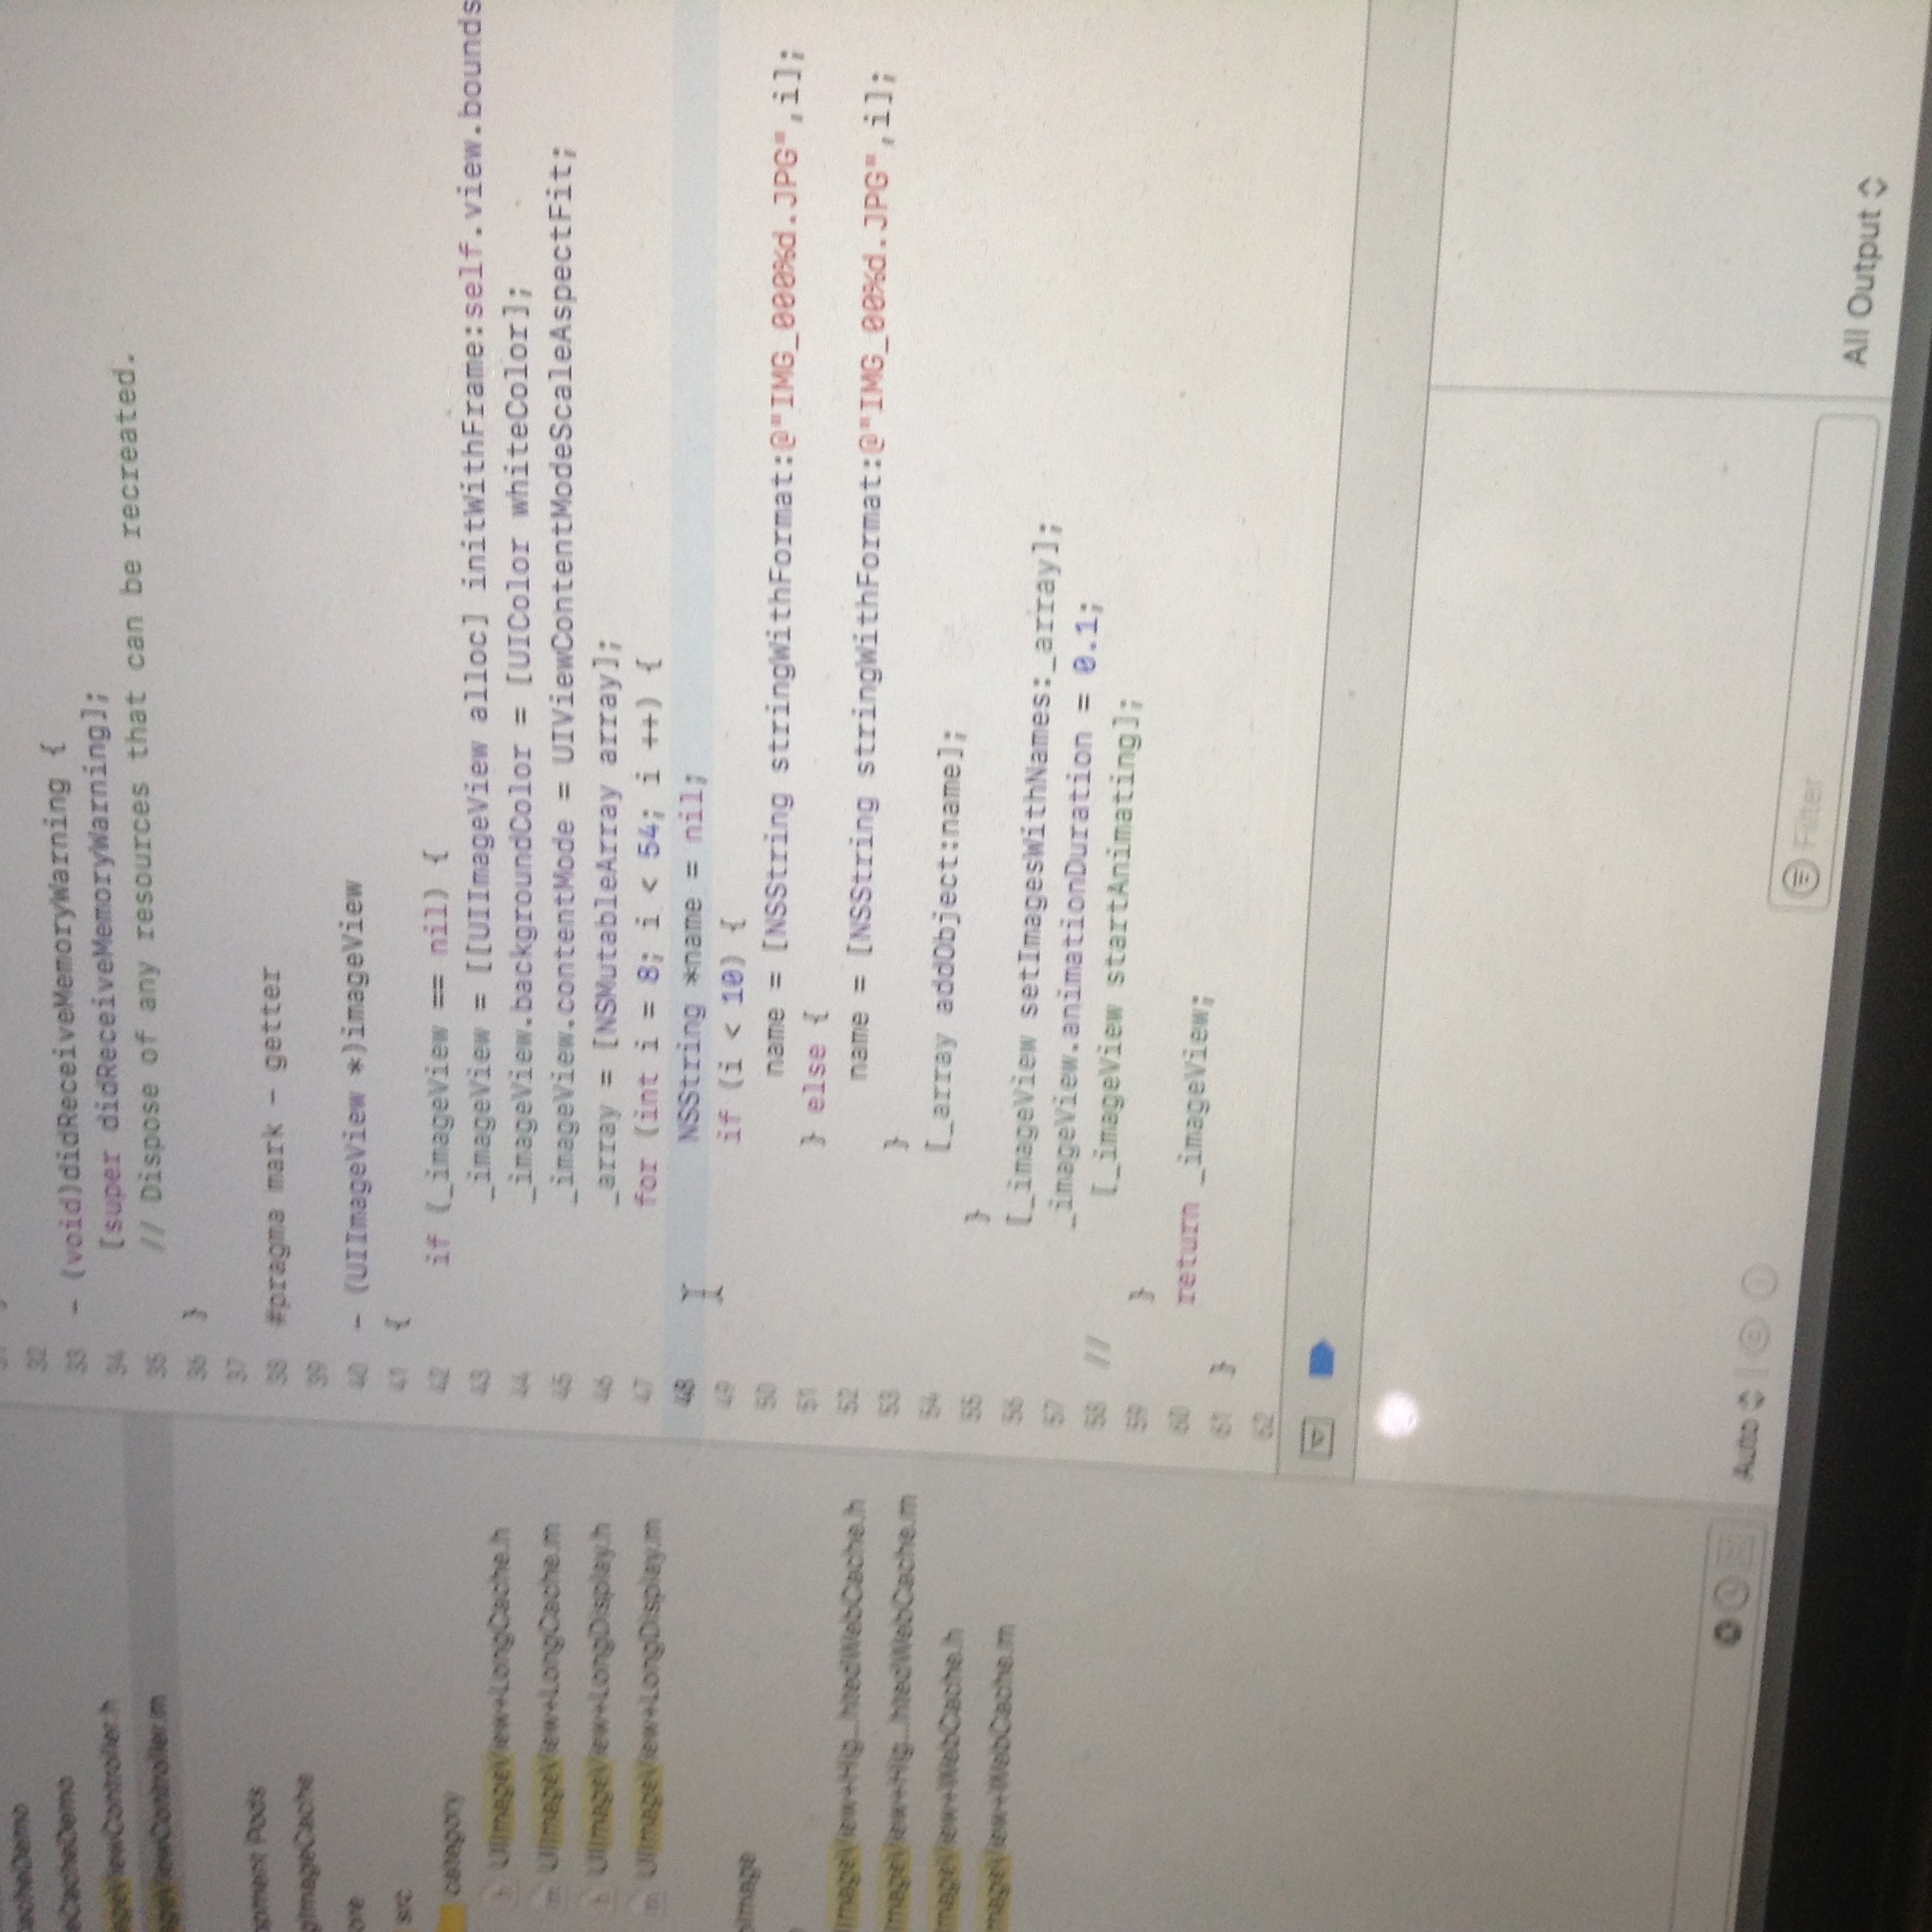 acheDemo
eCacheDemo
ageViewController.h
ageViewController.m
opment Pods
gImageCache
ore
src
category
UIImageView+LongCache.h
UIImageView+LongCache.m
UIImageView+LongDisplay.h
UIImageView+LongDisplay.m
bImage
ImageView+Hig...htedWebCache.h
ImageView+Hig...htedWebCache.m
mageView+WebCache.h
mageView+WebCache.m
32
33 - (void)didReceiveMemoryWarning {
34 [super didReceiveMemoryWarning];
35 // Dispose of any resources that can be recreated.
36 }
37
38 #pragma mark - getter
39
40 - (UIImageView *)imageView
41 {
42 if (_imageView == nil) {
43 _imageView = [[UIImageView alloc] initWithFrame:self.view.bounds
44 _imageView.backgroundColor = [UIColor whiteColor];
45 _imageView.contentMode = UIViewContentModeScaleAspectFit;
46 _array = [NSMutableArray array];
47 for (int i = 8; i < 54; i ++) {
48 NSString *name = nil;
49 if (i < 10) {
50 name = [NSString stringWithFormat:@"IMG_000%d.JPG",i];
51 } else {
52 name = [NSString stringWithFormat:@"IMG_00%d.JPG",i];
53 }
54 [_array addObject:name];
55 }
56 [_imageView setImagesWithNames:_array];
57 _imageView.animationDuration = 0.1;
58 // [_imageView startAnimating];
59 }
60 return _imageView;
61 }
62
Auto
Filter
All Output